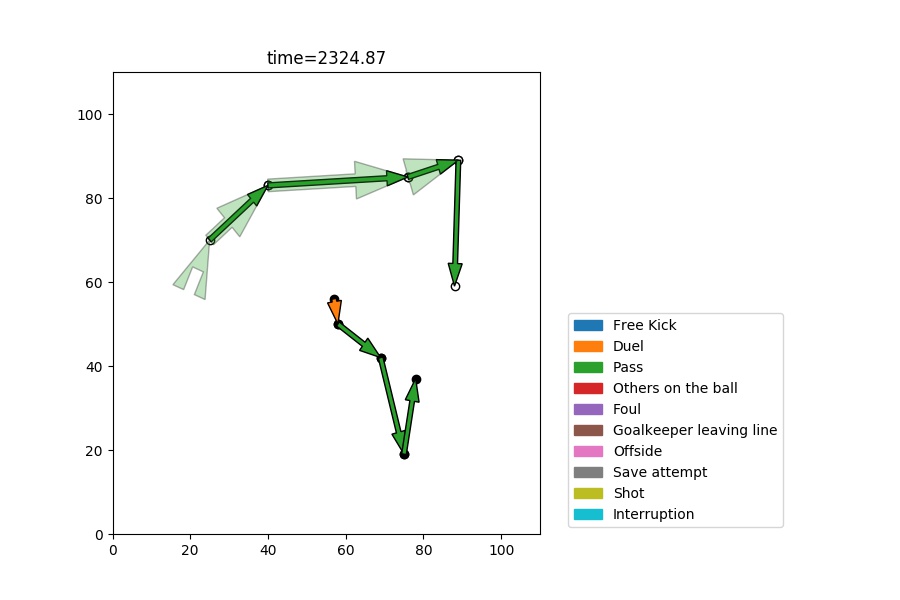 time=2324.87
100
80
60
40
20
0
0 20 40 60 80 100
Free Kick
Duel
Pass
Others on the ball
Foul
Goalkeeper leaving line
Offside
Save attempt
Shot
Interruption